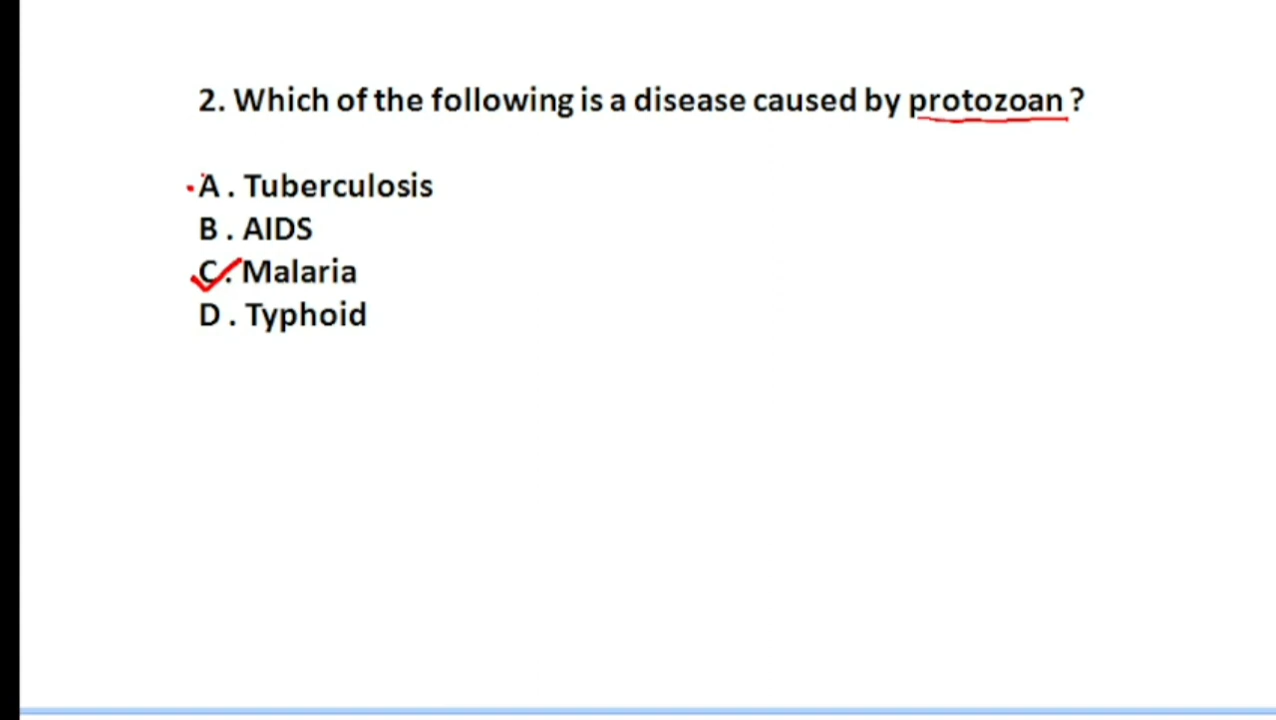 2. Which of the following is a disease caused by protozoan ?
A . Tuberculosis
B . AIDS
C . Malaria
D . Typhoid